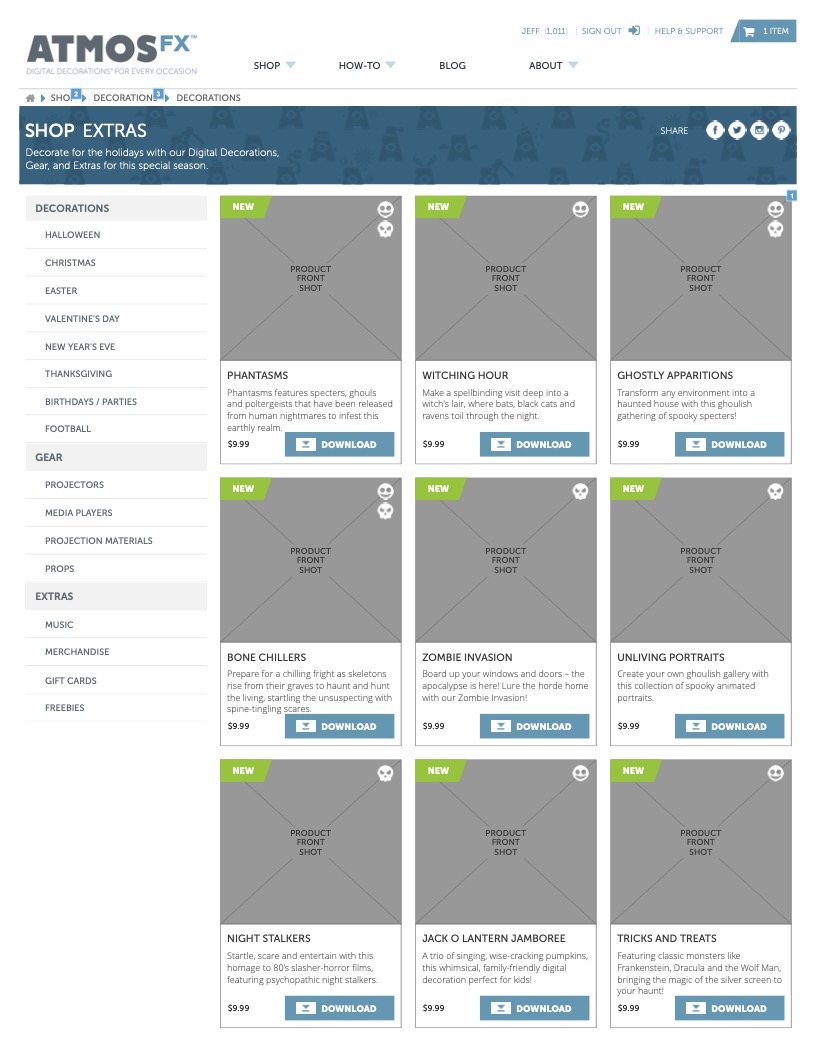 JEFF (1,011) SIGN OUT HELP & SUPPORT 1 ITEM
ATMOSFX™
DIGITAL DECORATIONS® FOR EVERY OCCASION
SHOP HOW-TO BLOG ABOUT
SHO 2 DECORATION 3 DECORATIONS
SHOP EXTRAS
Decorate for the holidays with our Digital Decorations,
Gear, and Extras for this special season.
SHARE
1
DECORATIONS
HALLOWEEN
CHRISTMAS
EASTER
VALENTINE'S DAY
NEW YEAR'S EVE
THANKSGIVING
BIRTHDAYS / PARTIES
FOOTBALL
GEAR
PROJECTORS
MEDIA PLAYERS
PROJECTION MATERIALS
PROPS
EXTRAS
MUSIC
MERCHANDISE
GIFT CARDS
FREEBIES
NEW
PRODUCT
FRONT
SHOT
PHANTASMS
Phantasms features specters, ghouls
and poltergeists that have been released
from human nightmares to infest this
earthly realm.
$9.99 DOWNLOAD
NEW
PRODUCT
FRONT
SHOT
WITCHING HOUR
Make a spellbinding visit deep into a
witch's lair, where bats, black cats and
ravens toil through the night.
$9.99 DOWNLOAD
NEW
PRODUCT
FRONT
SHOT
GHOSTLY APPARITIONS
Transform any environment into a
haunted house with this ghoulish
gathering of spooky specters!
$9.99 DOWNLOAD
NEW
PRODUCT
FRONT
SHOT
BONE CHILLERS
Prepare for a chilling fright as skeletons
rise from their graves to haunt and hunt
the living, startling the unsuspecting with
spine-tingling scares.
$9.99 DOWNLOAD
NEW
PRODUCT
FRONT
SHOT
ZOMBIE INVASION
Board up your windows and doors – the
apocalypse is here! Lure the horde home
with our Zombie Invasion!
$9.99 DOWNLOAD
NEW
PRODUCT
FRONT
SHOT
UNLIVING PORTRAITS
Create your own ghoulish gallery with
this collection of spooky animated
portraits.
$9.99 DOWNLOAD
NEW
PRODUCT
FRONT
SHOT
NIGHT STALKERS
Startle, scare and entertain with this
homage to 80's slasher-horror films,
featuring psychopathic night stalkers.
$9.99 DOWNLOAD
NEW
PRODUCT
FRONT
SHOT
JACK O LANTERN JAMBOREE
A trio of singing, wise-cracking pumpkins,
this whimsical, family-friendly digital
decoration perfect for kids!
$9.99 DOWNLOAD
NEW
PRODUCT
FRONT
SHOT
TRICKS AND TREATS
Featuring classic monsters like
Frankenstein, Dracula and the Wolf Man,
bringing the magic of the silver screen to
your haunt!
$9.99 DOWNLOAD